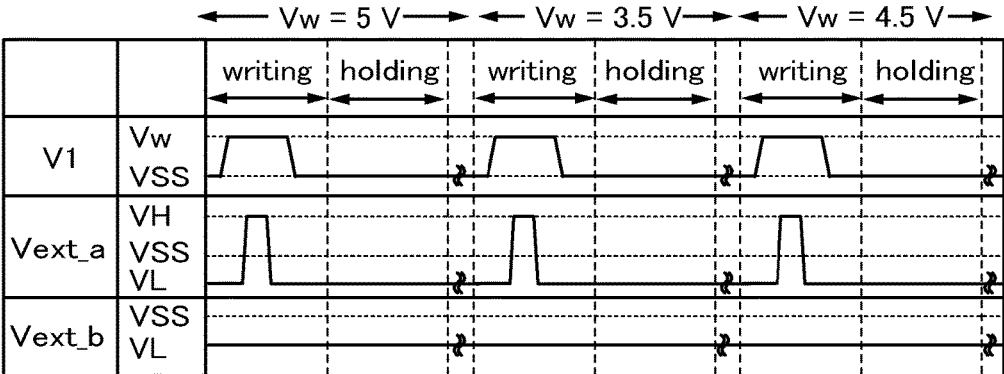 Vw = 5 V Vw = 3.5 V Vw = 4.5 V
writing holding writing holding writing holding
V1 Vw
VSS
Vext_a VH
VSS
VL
Vext_b VSS
VL